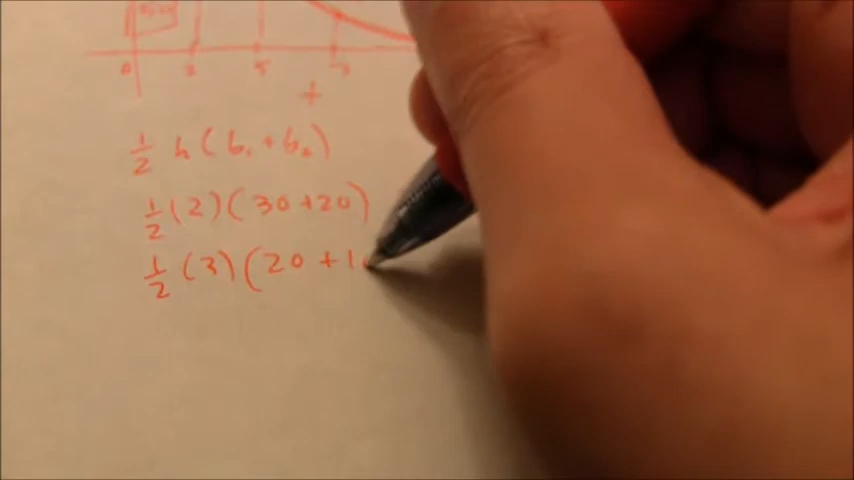 0 2 5 7
t
½ h (b₁ + b₂)
½ (2) (30 + 20)
½ (3) (20 + 1